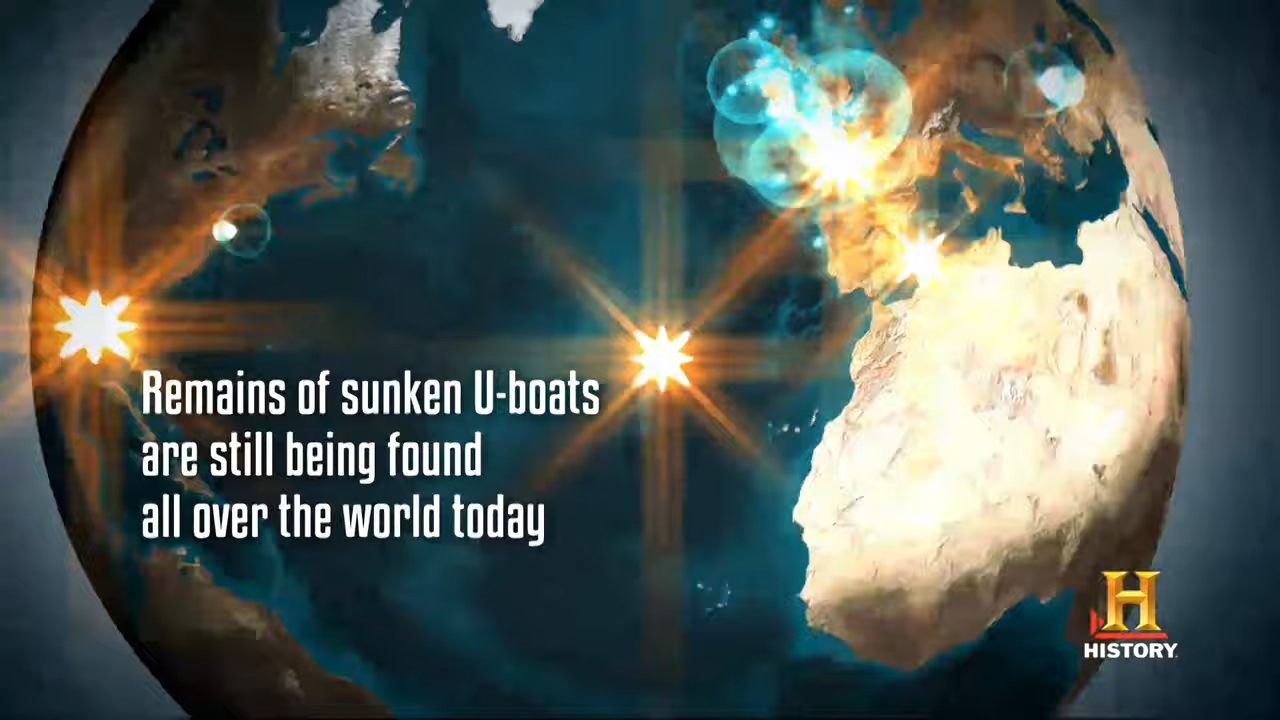 Remains of sunken U-boats
are still being found
all over the world today
H
HISTORY